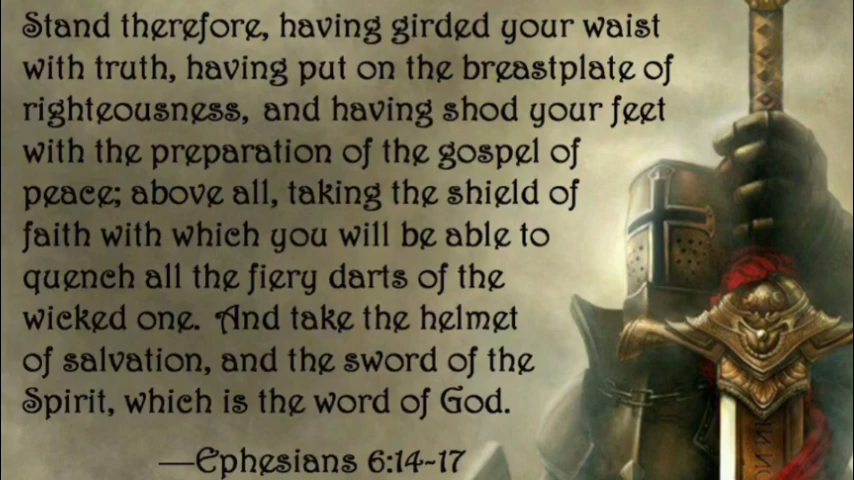 Stand therefore, having girded your waist
with truth, having put on the breastplate of
righteousness, and having shod your feet
with the preparation of the gospel of
peace; above all, taking the shield of
faith with which you will be able to
quench all the fiery darts of the
wicked one. And take the helmet
of salvation, and the sword of the
Spirit, which is the word of God.
—Ephesians 6:14-17